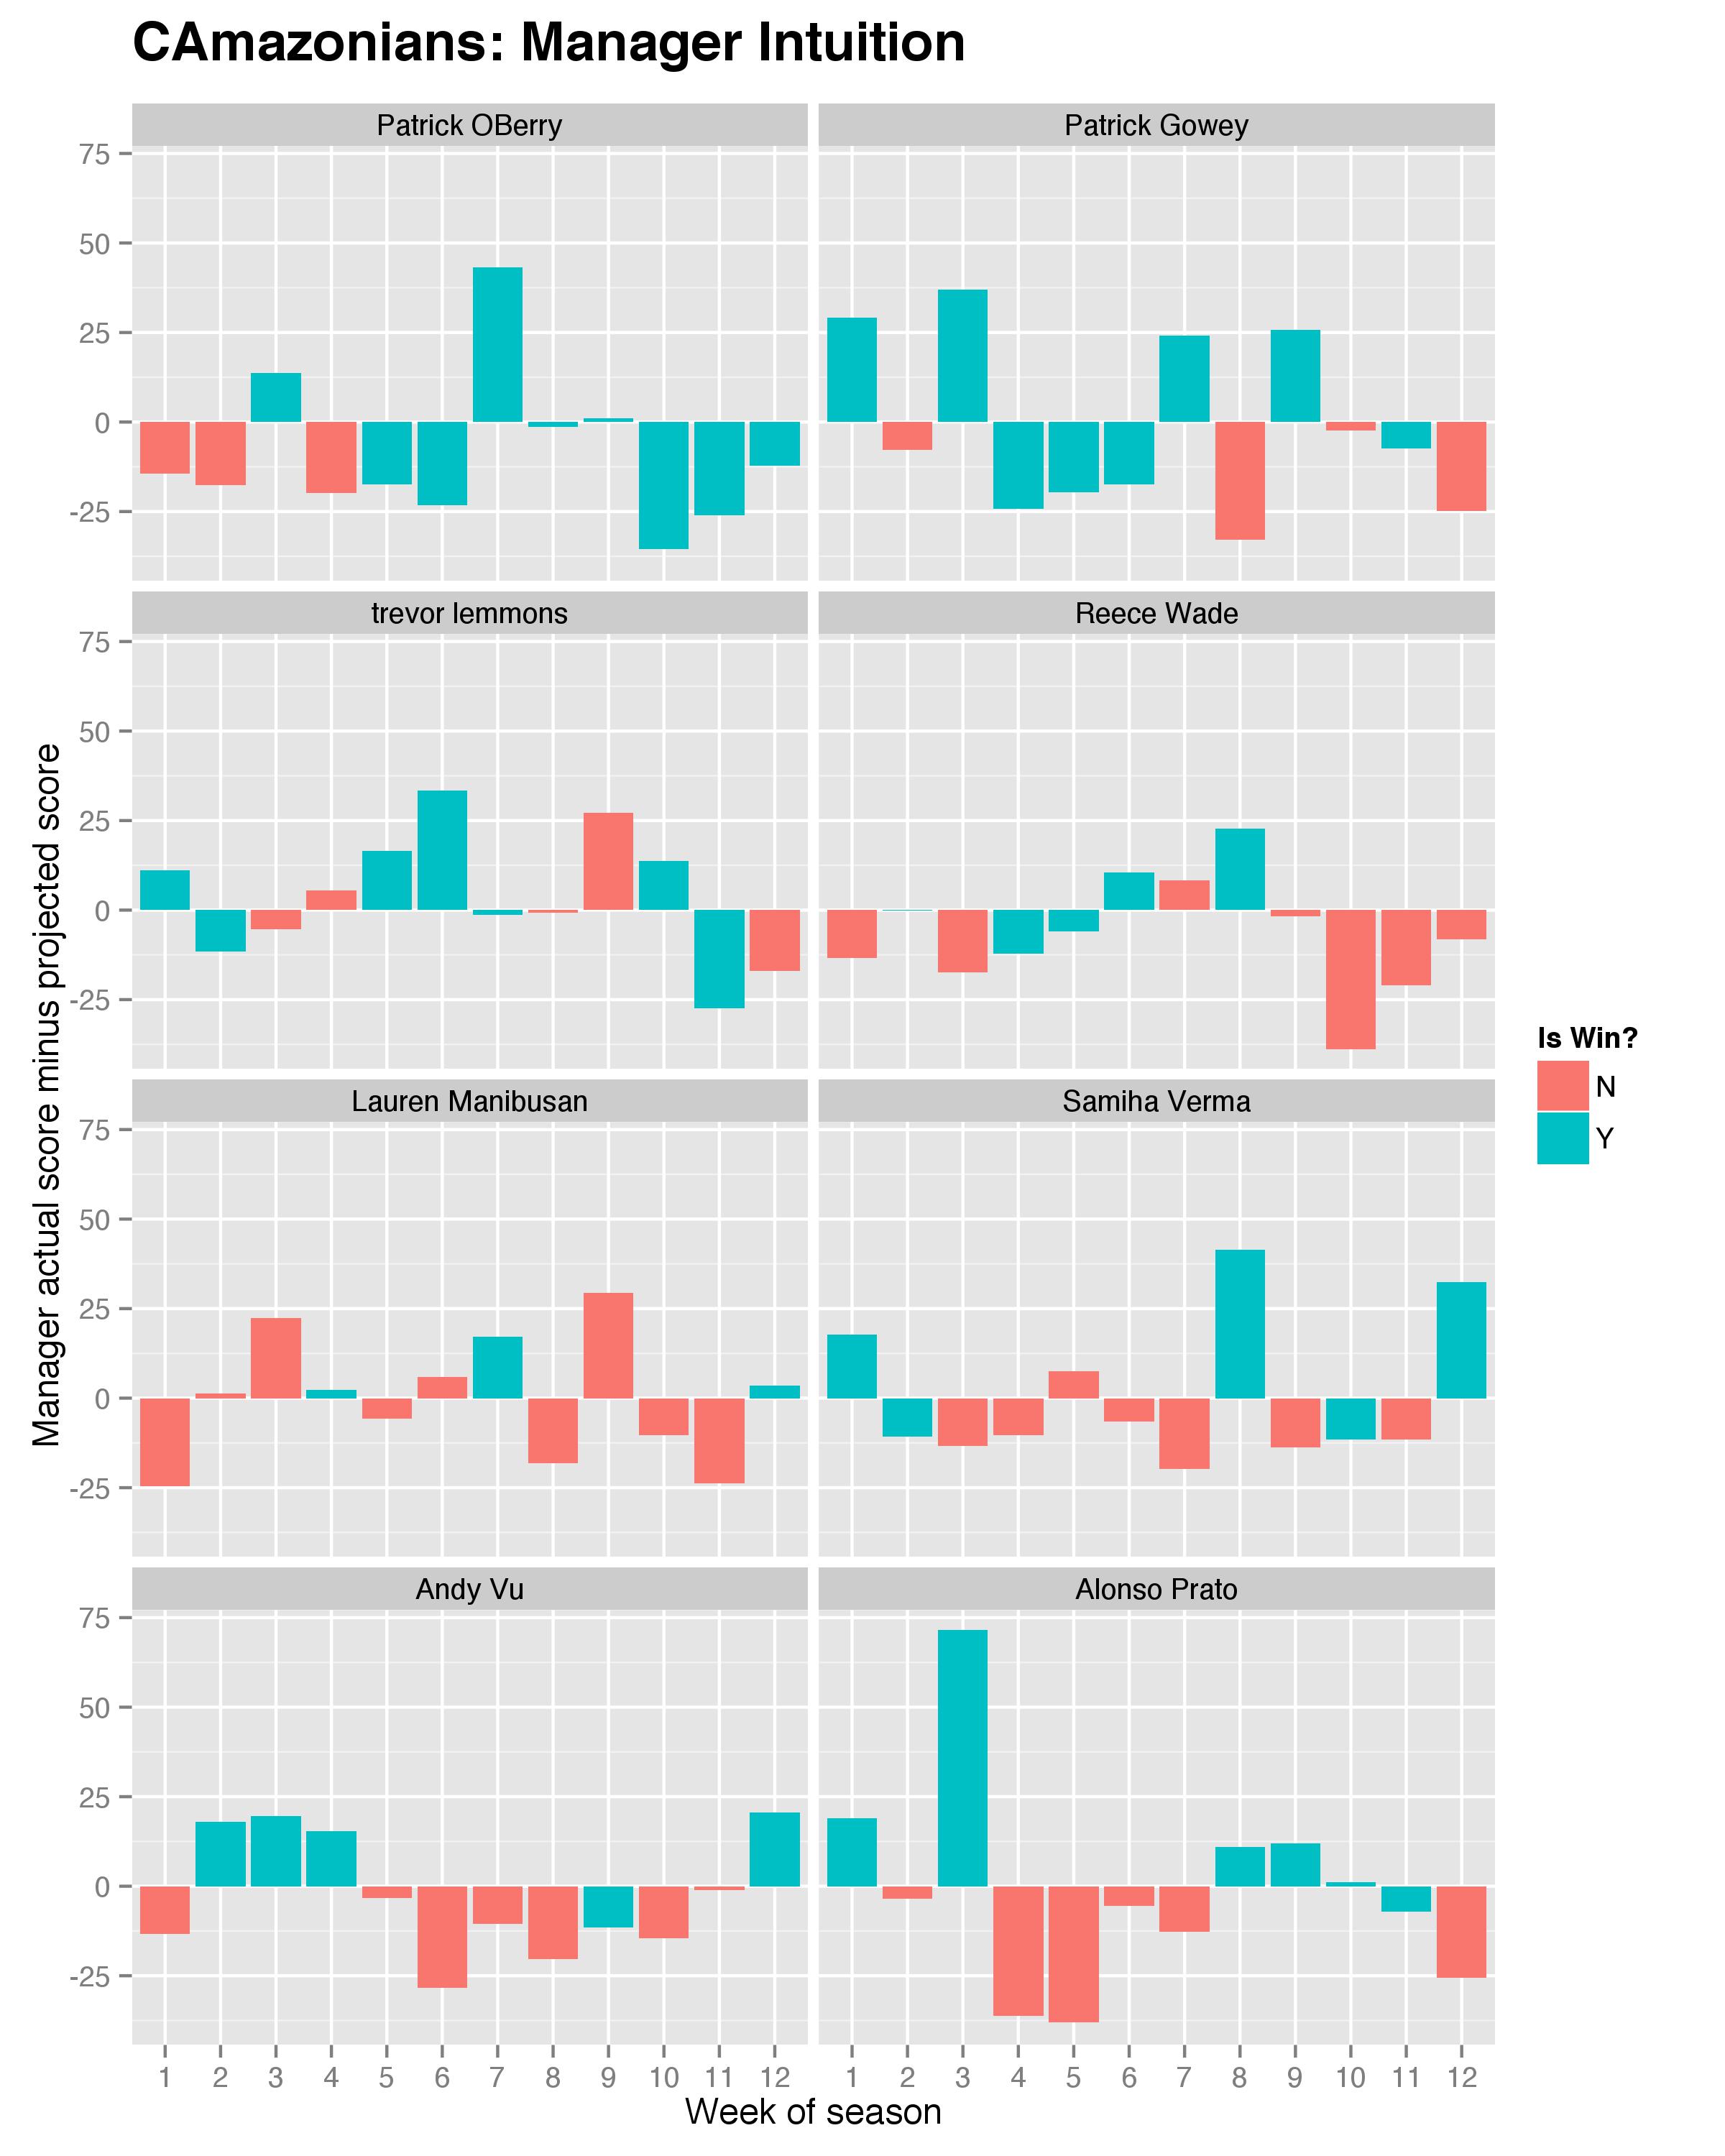 CAmazonians: Manager Intuition
Patrick OBerry
Patrick Gowey
75
50
25
0
-25
trevor lemmons
Reece Wade
75
50
25
0
-25
Manager actual score minus projected score
Lauren Manibusan
Samiha Verma
75
50
25
0
-25
Andy Vu
Alonso Prato
75
50
25
0
-25
1 2 3 4 5 6 7 8 9 10 11 12
1 2 3 4 5 6 7 8 9 10 11 12
Week of season
Is Win?
N
Y